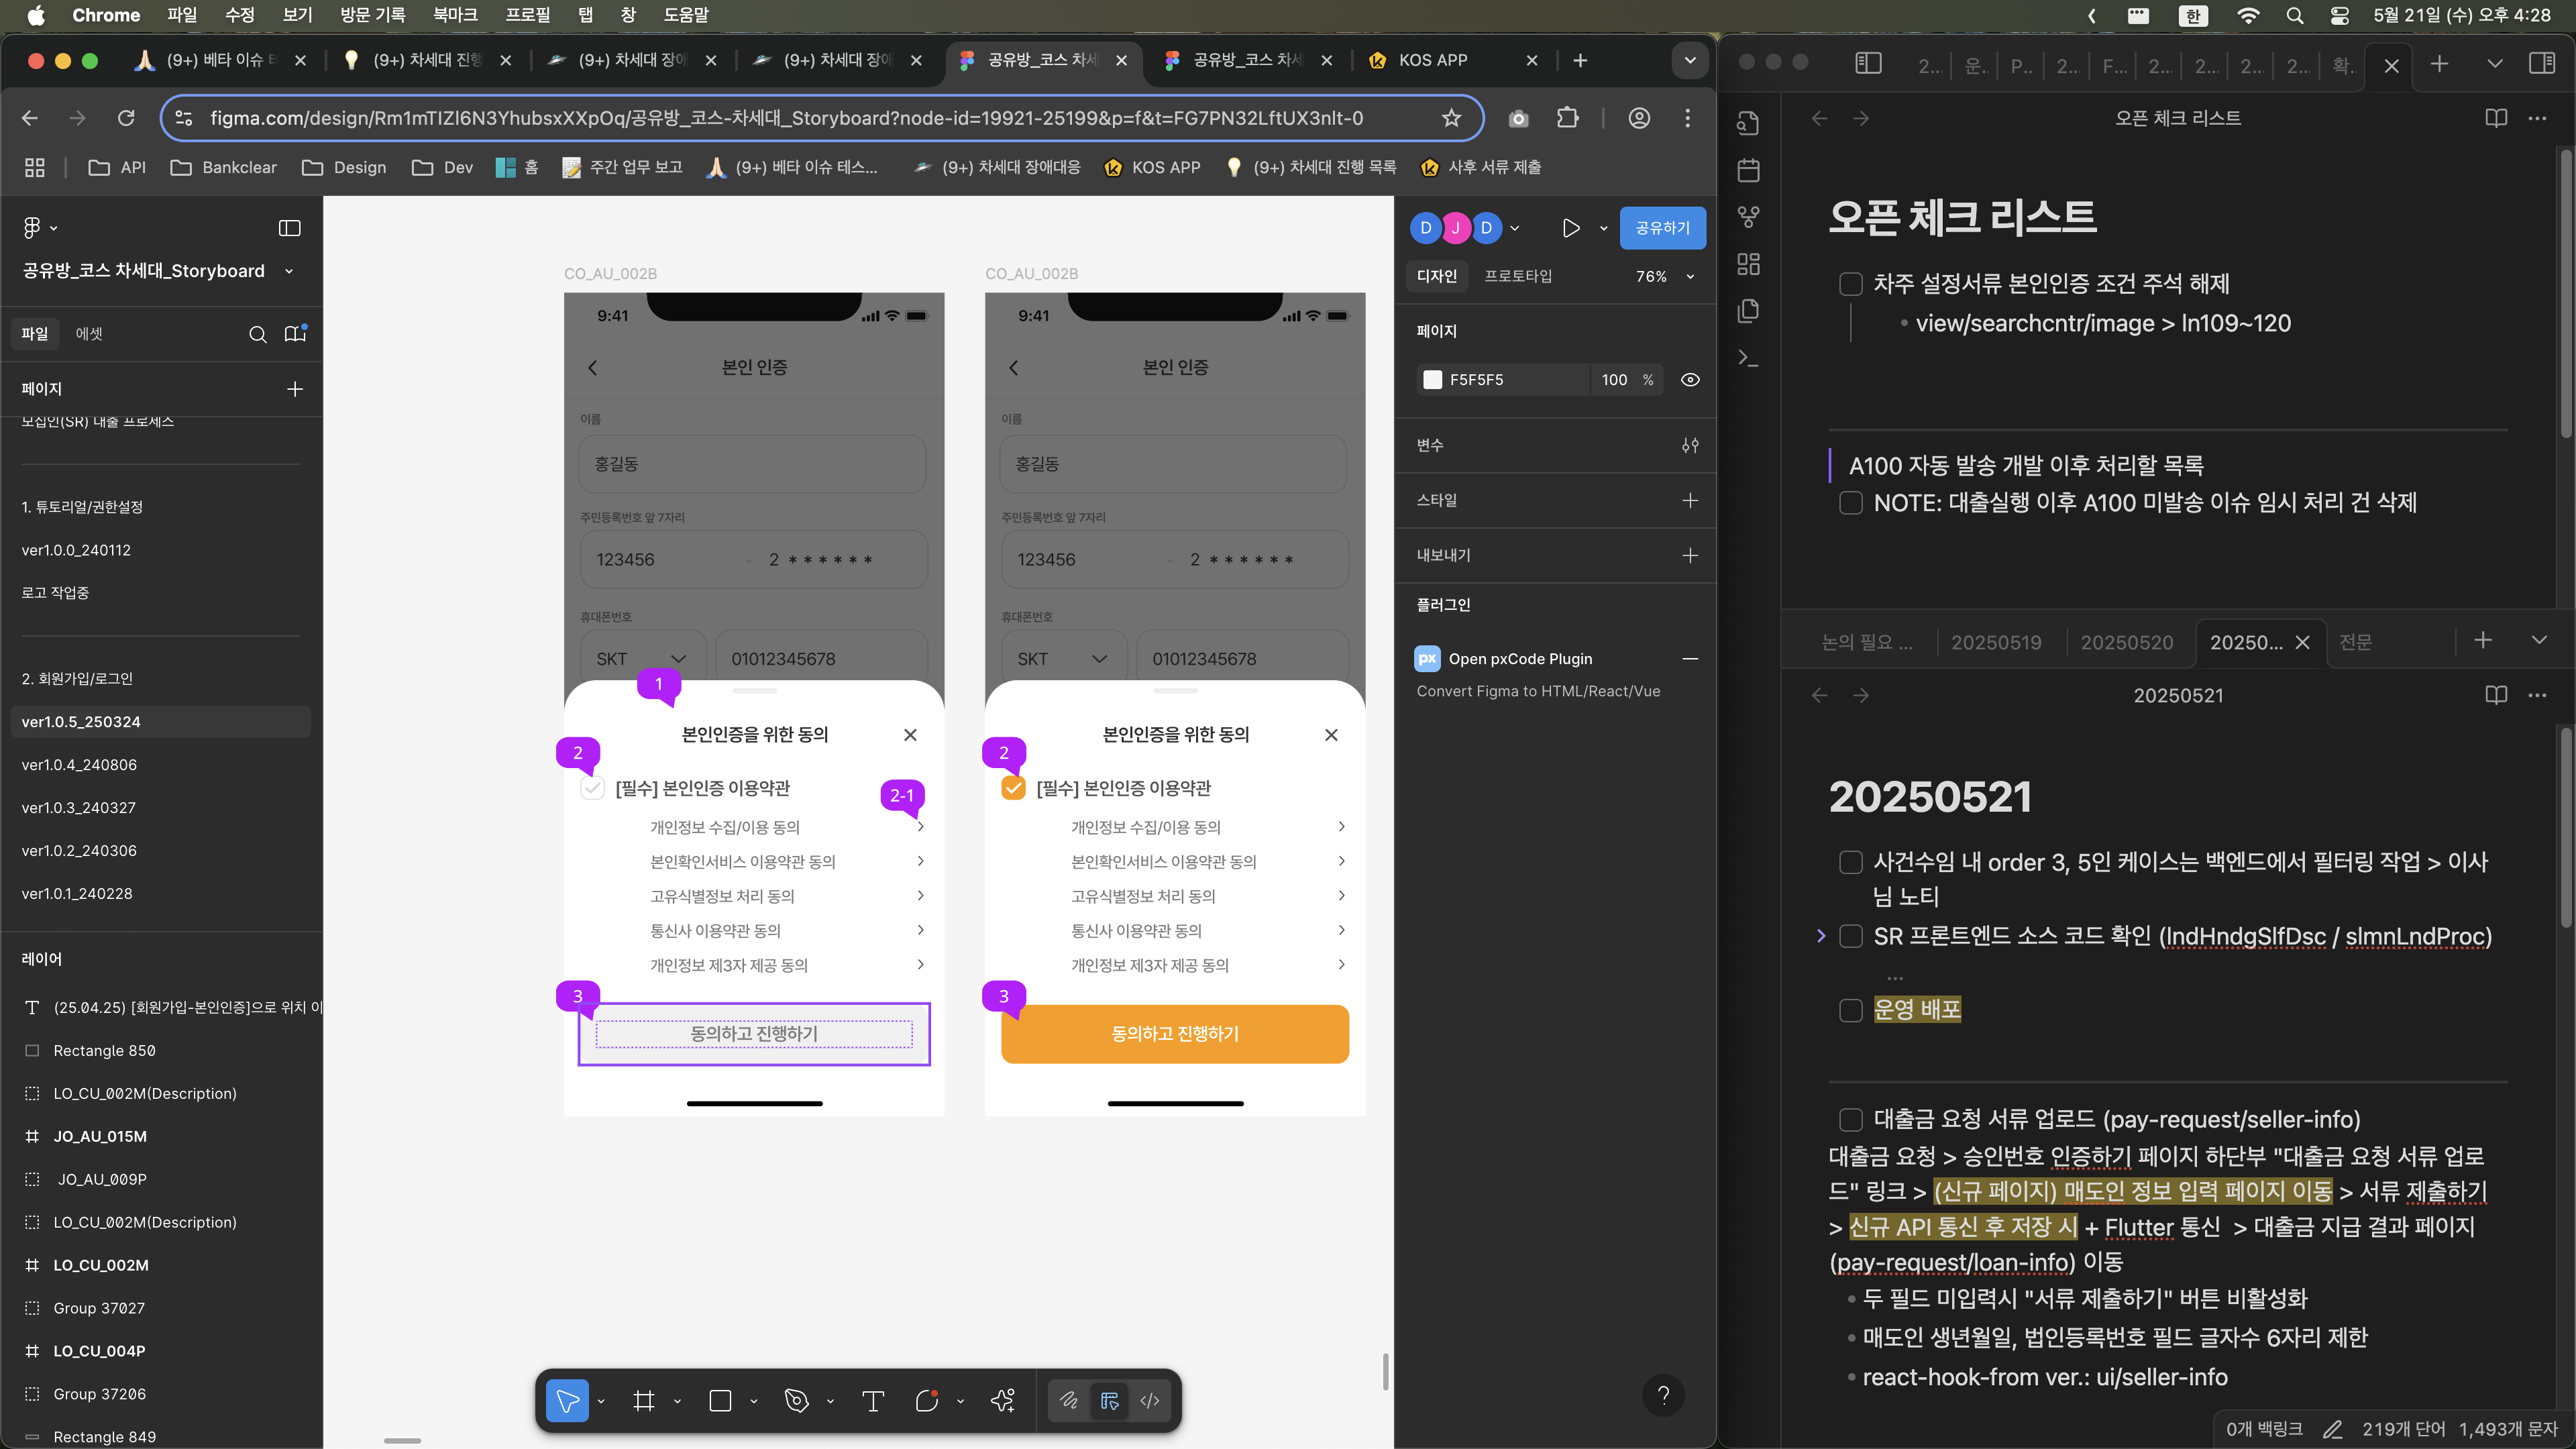 Chrome 파일 수정 보기 방문 기록 북마크 프로필 탭 창 도움말
한 5월 21일 (수) 오후 4:28
(9+) 베타 이슈 (9+) 차세대 진행 (9+) 차세대 장애 (9+) 차세대 장애 공유방_코스 차세 공유방_코스 차세 KOS APP
figma.com/design/Rm1mTIZl6N3YhubsxXXpOq/공유방_코스-차세대_Storyboard?node-id=19921-25199&p=f&t=FG7PN32LftUX3nlt-0
API Bankclear Design Dev 홈 주간 업무 보고 (9+) 베타 이슈 테스... (9+) 차세대 장애대응 KOS APP (9+) 차세대 진행 목록 사후 서류 제출
공유방_코스 차세대_Storyboard
파일 에셋
페이지
모집인(SR) 대출 프로세스
1. 튜토리얼/권한설정
ver1.0.0_240112
로고 작업중
2. 회원가입/로그인
ver1.0.5_250324
ver1.0.4_240806
ver1.0.3_240327
ver1.0.2_240306
ver1.0.1_240228
레이어
(25.04.25) [회원가입-본인인증]으로 위치 이
Rectangle 850
LO_CU_002M(Description)
JO_AU_015M
JO_AU_009P
LO_CU_002M(Description)
LO_CU_002M
Group 37027
LO_CU_004P
Group 37206
Rectangle 849
CO_AU_002B
9:41
본인 인증
이름
홍길동
주민등록번호 앞 7자리
123456 - 2 ******
휴대폰번호
SKT 01012345678
1
본인인증을 위한 동의
2
[필수] 본인인증 이용약관
2-1
개인정보 수집/이용 동의
본인확인서비스 이용약관 동의
고유식별정보 처리 동의
통신사 이용약관 동의
개인정보 제3자 제공 동의
3
동의하고 진행하기
CO_AU_002B
9:41
본인 인증
이름
홍길동
주민등록번호 앞 7자리
123456 - 2 ******
휴대폰번호
SKT 01012345678
본인인증을 위한 동의
2
[필수] 본인인증 이용약관
개인정보 수집/이용 동의
본인확인서비스 이용약관 동의
고유식별정보 처리 동의
통신사 이용약관 동의
개인정보 제3자 제공 동의
3
동의하고 진행하기
D J D
공유하기
디자인 프로토타입 76%
페이지
F5F5F5 100 %
변수
스타일
내보내기
플러그인
px Open pxCode Plugin
Convert Figma to HTML/React/Vue
?
2... 운. P... 2... F... 2... 2... 2... 2... 확.
오픈 체크 리스트
오픈 체크 리스트
차주 설정서류 본인인증 조건 주석 해제
view/searchcntr/image > ln109~120
A100 자동 발송 개발 이후 처리할 목록
NOTE: 대출실행 이후 A100 미발송 이슈 임시 처리 건 삭제
논의 필요 ... 20250519 20250520 20250... 전문
20250521
20250521
사건수임 내 order 3, 5인 케이스는 백엔드에서 필터링 작업 > 이사
님 노티
SR 프론트엔드 소스 코드 확인 (lndHndgSlfDsc / slmnLndProc)
...
운영 배포
대출금 요청 서류 업로드 (pay-request/seller-info)
대출금 요청 > 승인번호 인증하기 페이지 하단부 "대출금 요청 서류 업로
드" 링크 > (신규 페이지) 매도인 정보 입력 페이지 이동 > 서류 제출하기
> 신규 API 통신 후 저장 시 + Flutter 통신 > 대출금 지급 결과 페이지
(pay-request/loan-info) 이동
두 필드 미입력시 "서류 제출하기" 버튼 비활성화
매도인 생년월일, 법인등록번호 필드 글자수 6자리 제한
react-hook-from ver.: ui/seller-info
0개 백링크 219개 단어 1,493개 문자